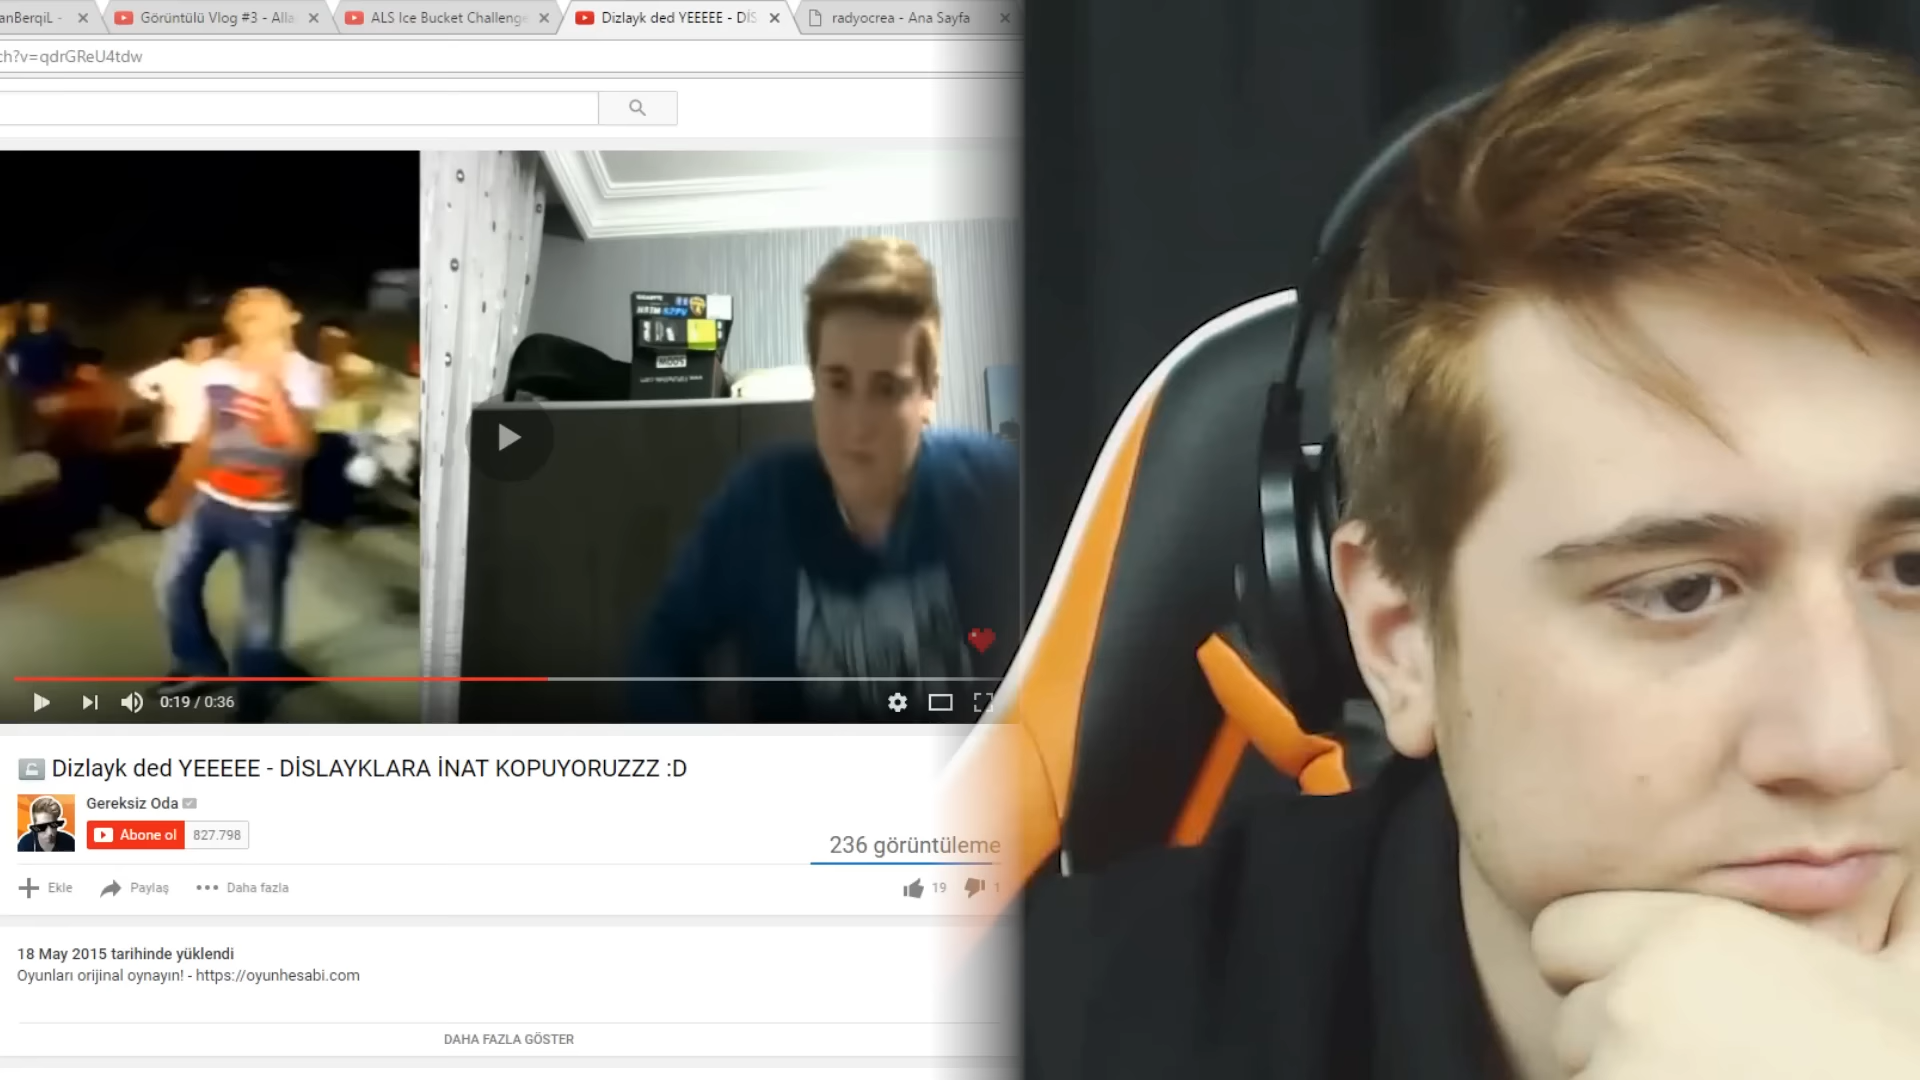 anBerqiL -
Görüntülü Vlog #3 - Alla
ALS Ice Bucket Challenge
Dizlayk ded YEEEEE - DİS
radyocrea - Ana Sayfa
ch?v=qdrGReU4tdw
MOOS
0:19 / 0:36
Dizlayk ded YEEEEE - DİSLAYKLARA İNAT KOPUYORUZZZ :D
Gereksiz Oda
Abone ol 827.798
236 görüntüleme
Ekle Paylaş Daha fazla 19 1
18 May 2015 tarihinde yüklendi
Oyunları orijinal oynayın! - https://oyunhesabi.com
DAHA FAZLA GÖSTER